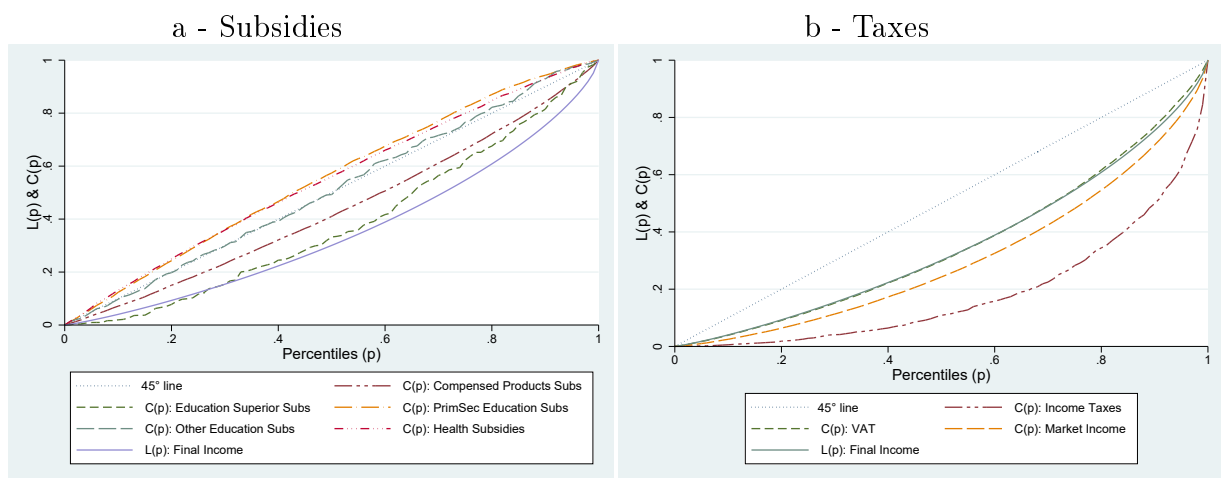 a - Subsidies
b - Taxes
L(p) & C(p)
1
.8
.6
.4
.2
0
0 .2 .4 .6 .8 1
Percentiles (p)
45° line
C(p): Compensed Products Subs
C(p): Education Superior Subs
C(p): PrimSec Education Subs
C(p): Other Education Subs
C(p): Health Subsidies
L(p): Final Income
L(p) & C(p)
1
.8
.6
.4
.2
0
0 .2 .4 .6 .8 1
Percentiles (p)
45° line
C(p): Income Taxes
C(p): VAT
C(p): Market Income
L(p): Final Income